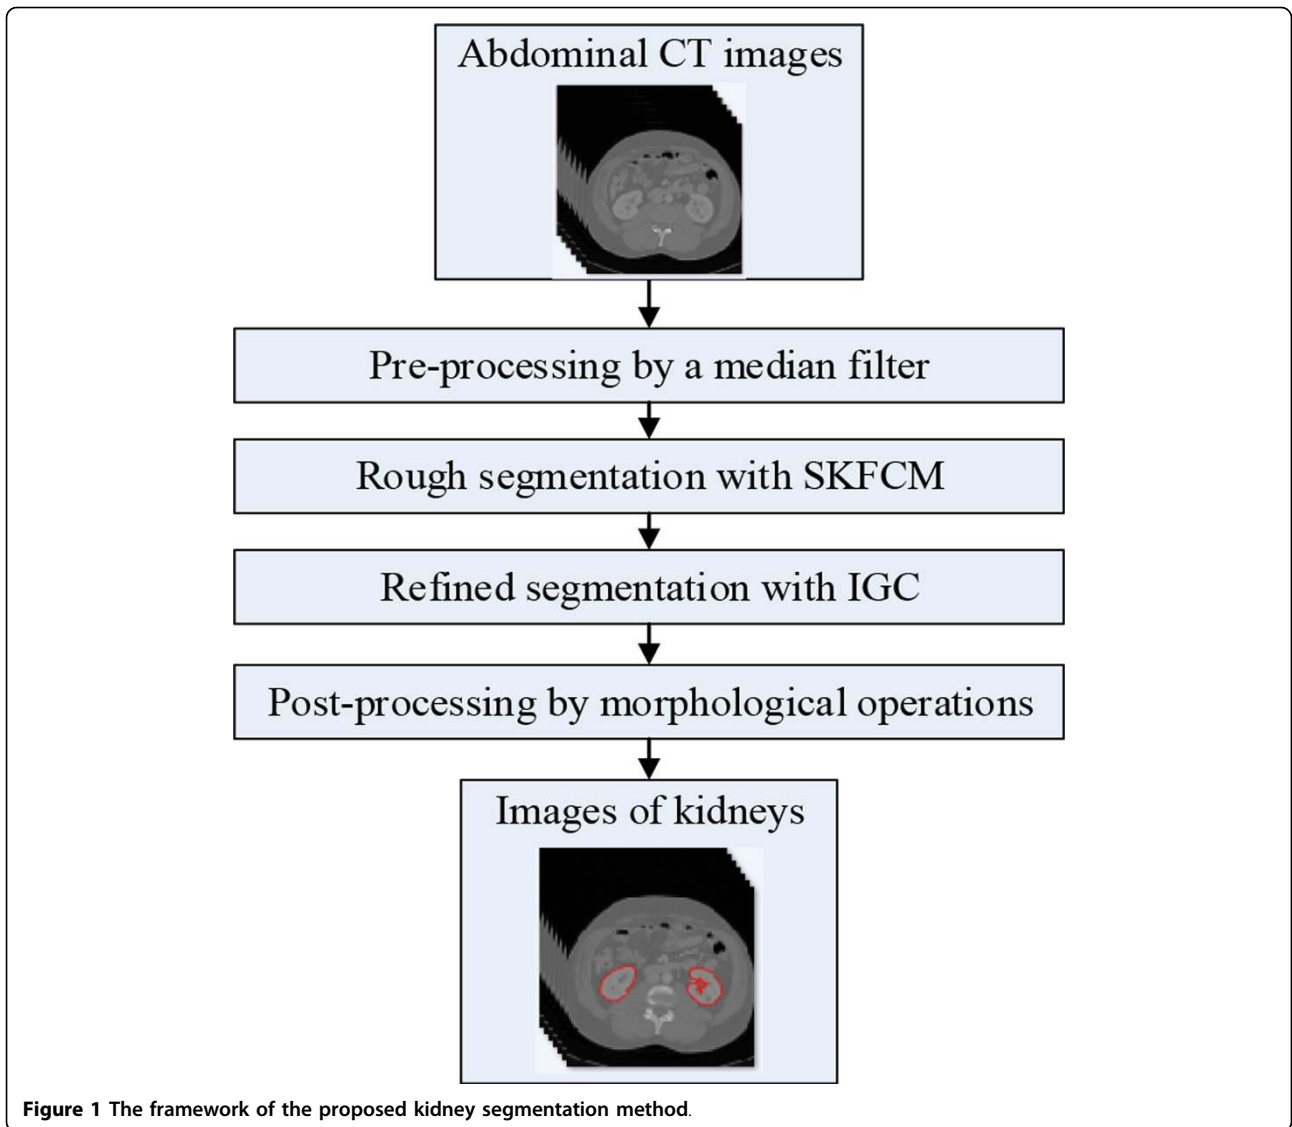 Abdominal CT images
Pre-processing by a median filter
Rough segmentation with SKFCM
Refined segmentation with IGC
Post-processing by morphological operations
Images of kidneys
Figure 1 The framework of the proposed kidney segmentation method.